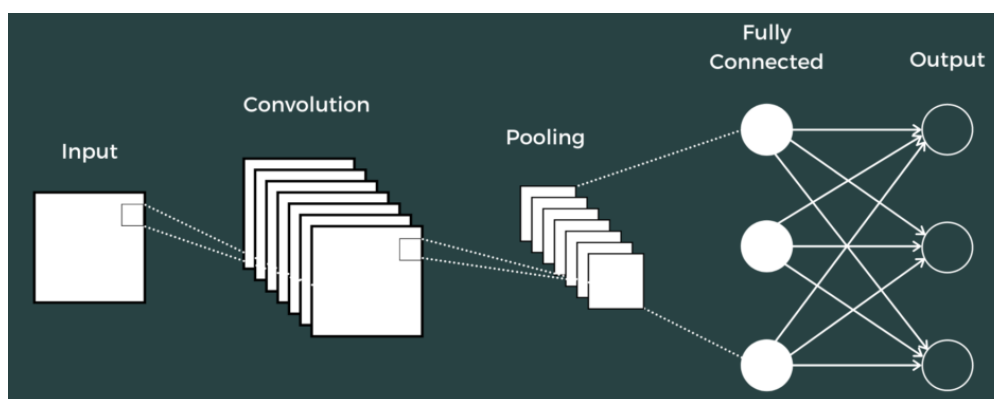 Input
Convolution
Pooling
Fully
Connected
Output